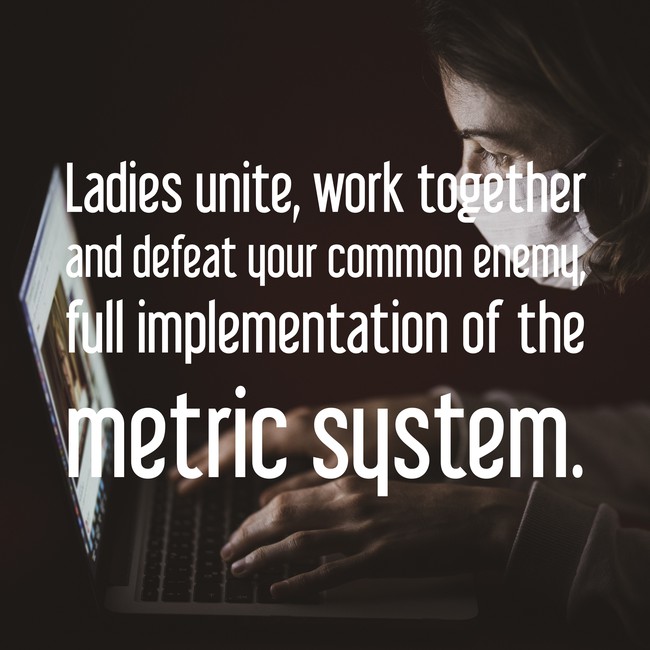 Ladies unite, work together
and defeat your common enemy,
full implementation of the
metric system.